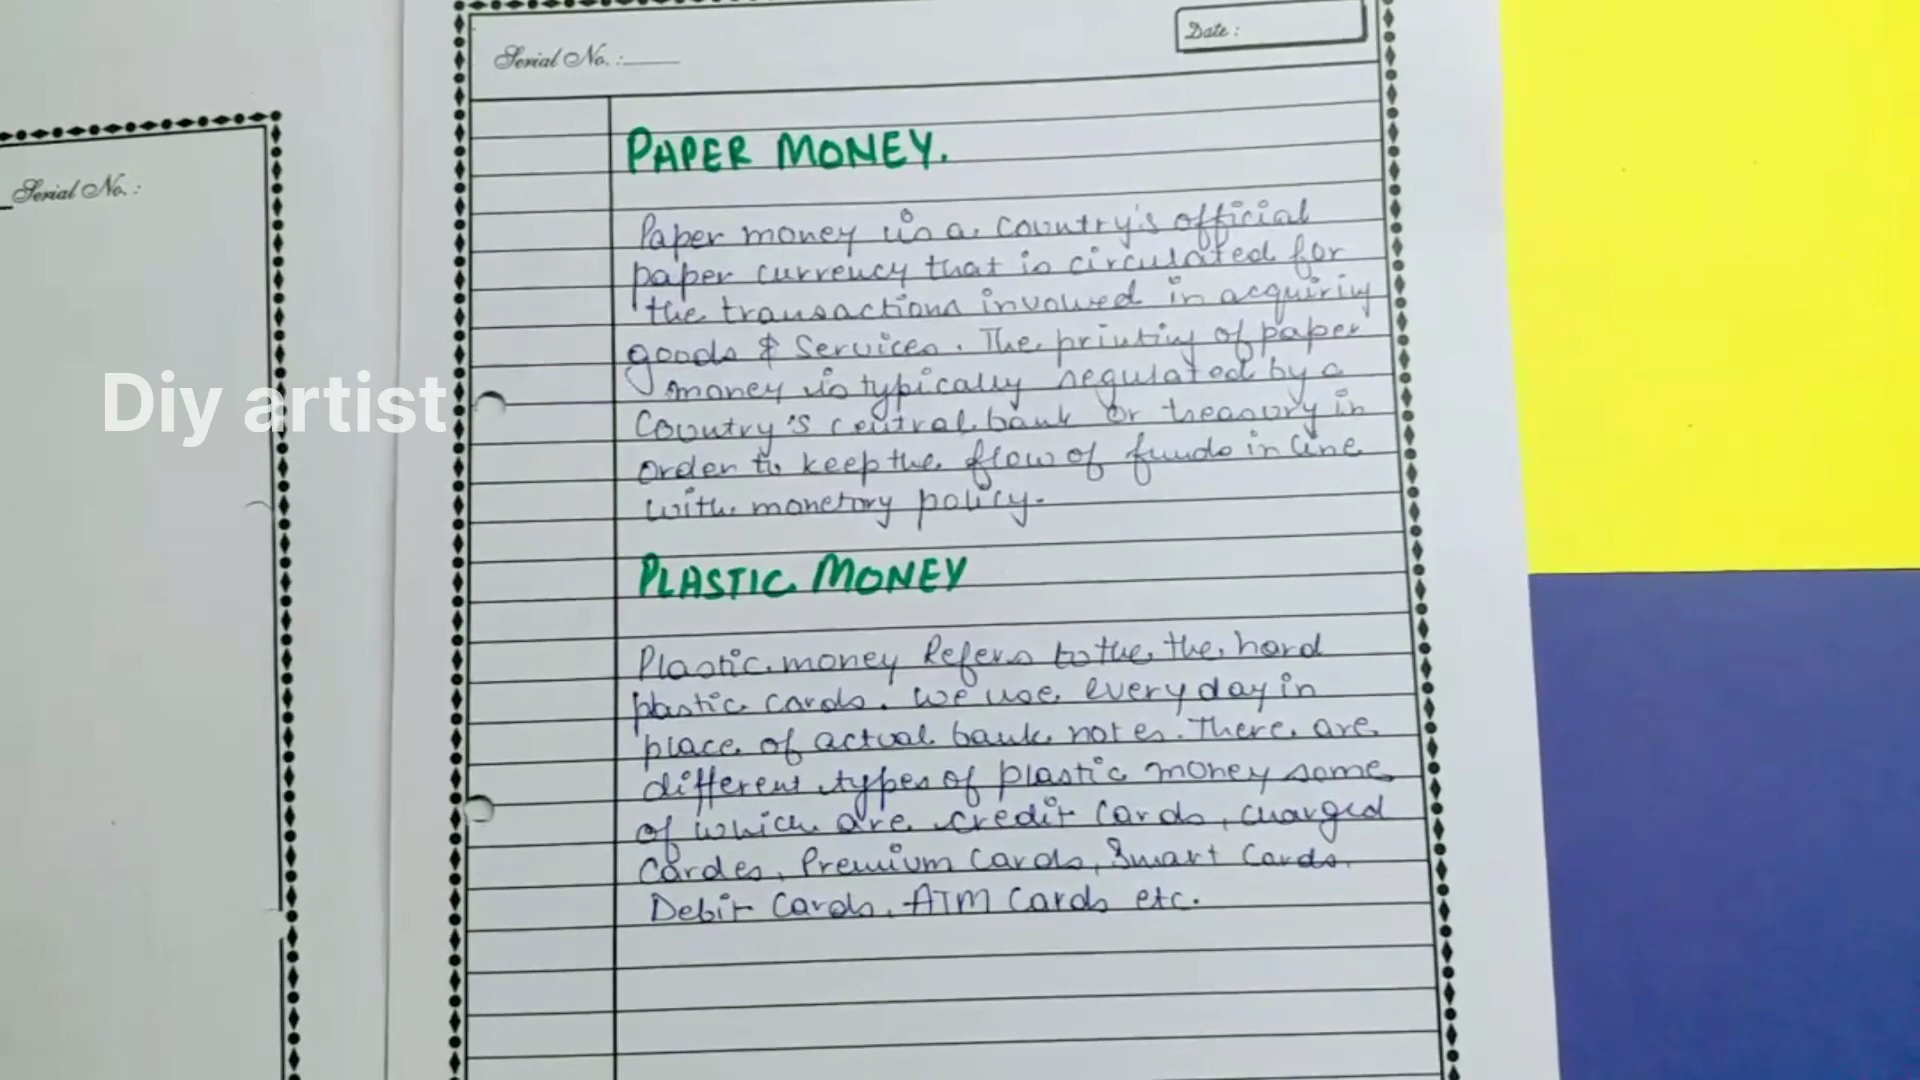 Serial No. :
Date :
Serial No. :
PAPER MONEY.
Paper money is a country's official
paper currency that is circulated for
the transactions involved in acquiring
goods & services. The printing of paper
money is typically regulated by a
Country's central bank or treasury in
order to keep the flow of funds in line
with monetory policy.
Diy artist
PLASTIC MONEY
Plastic money Refers to the the hard
plastic cards. we use every day in
place of actual bank notes. There are
different types of plastic money some
of which are credit cards, charged
Cardes, Premium Cards, Smart Cards.
Debit Cards, ATM Cards etc.